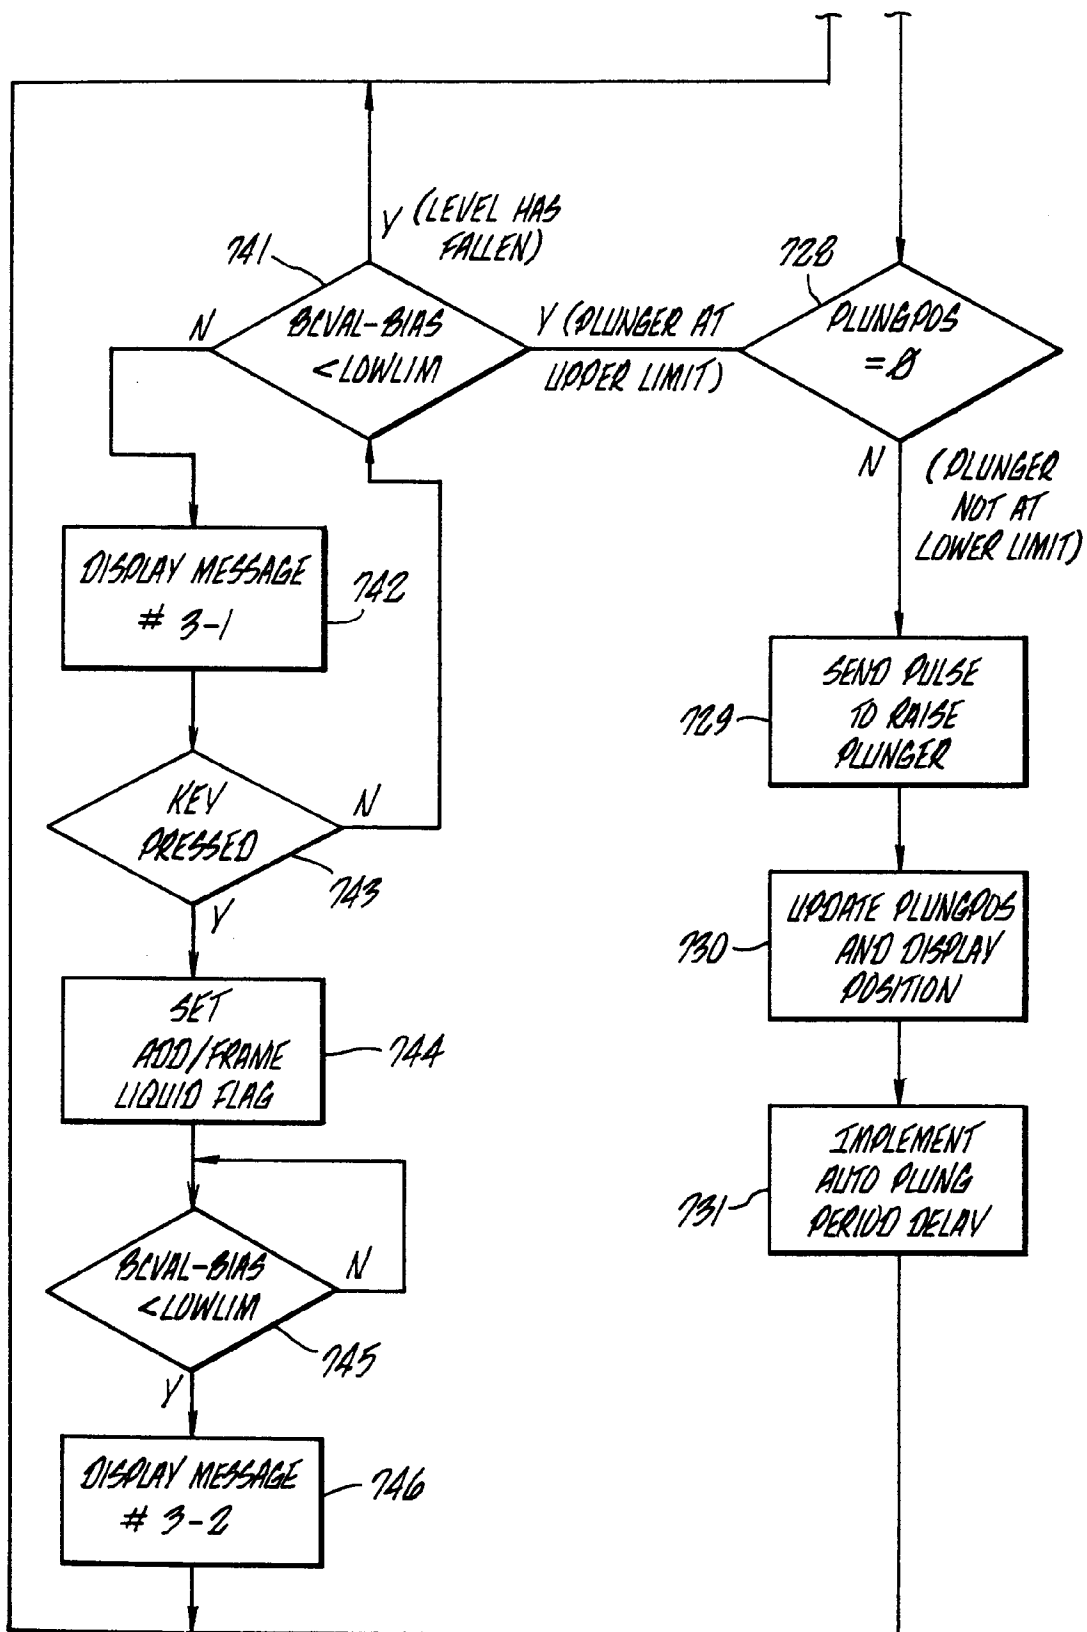 Y (LEVEL HAS
FALLEN)
741
728
N
BCVAL-BIAS
<LOWLIM
Y (PLUNGER AT
UPPER LIMIT)
PLUNGPOS
=Ø
N
(PLUNGER
NOT AT
LOWER LIMIT)
DISPLAY MESSAGE
# 3-1
742
SEND PULSE
TO RAISE
PLUNGER
729
KEY
PRESSED
N
743
Y
UPDATE PLUNGPOS
AND DISPLAY
POSITION
730
SET
ADD/FRAME
LIQUID FLAG
744
IMPLEMENT
AUTO PLUNG
PERIOD DELAY
731
BCVAL-BIAS
<LOWLIM
N
745
Y
DISPLAY MESSAGE
# 3-2
746